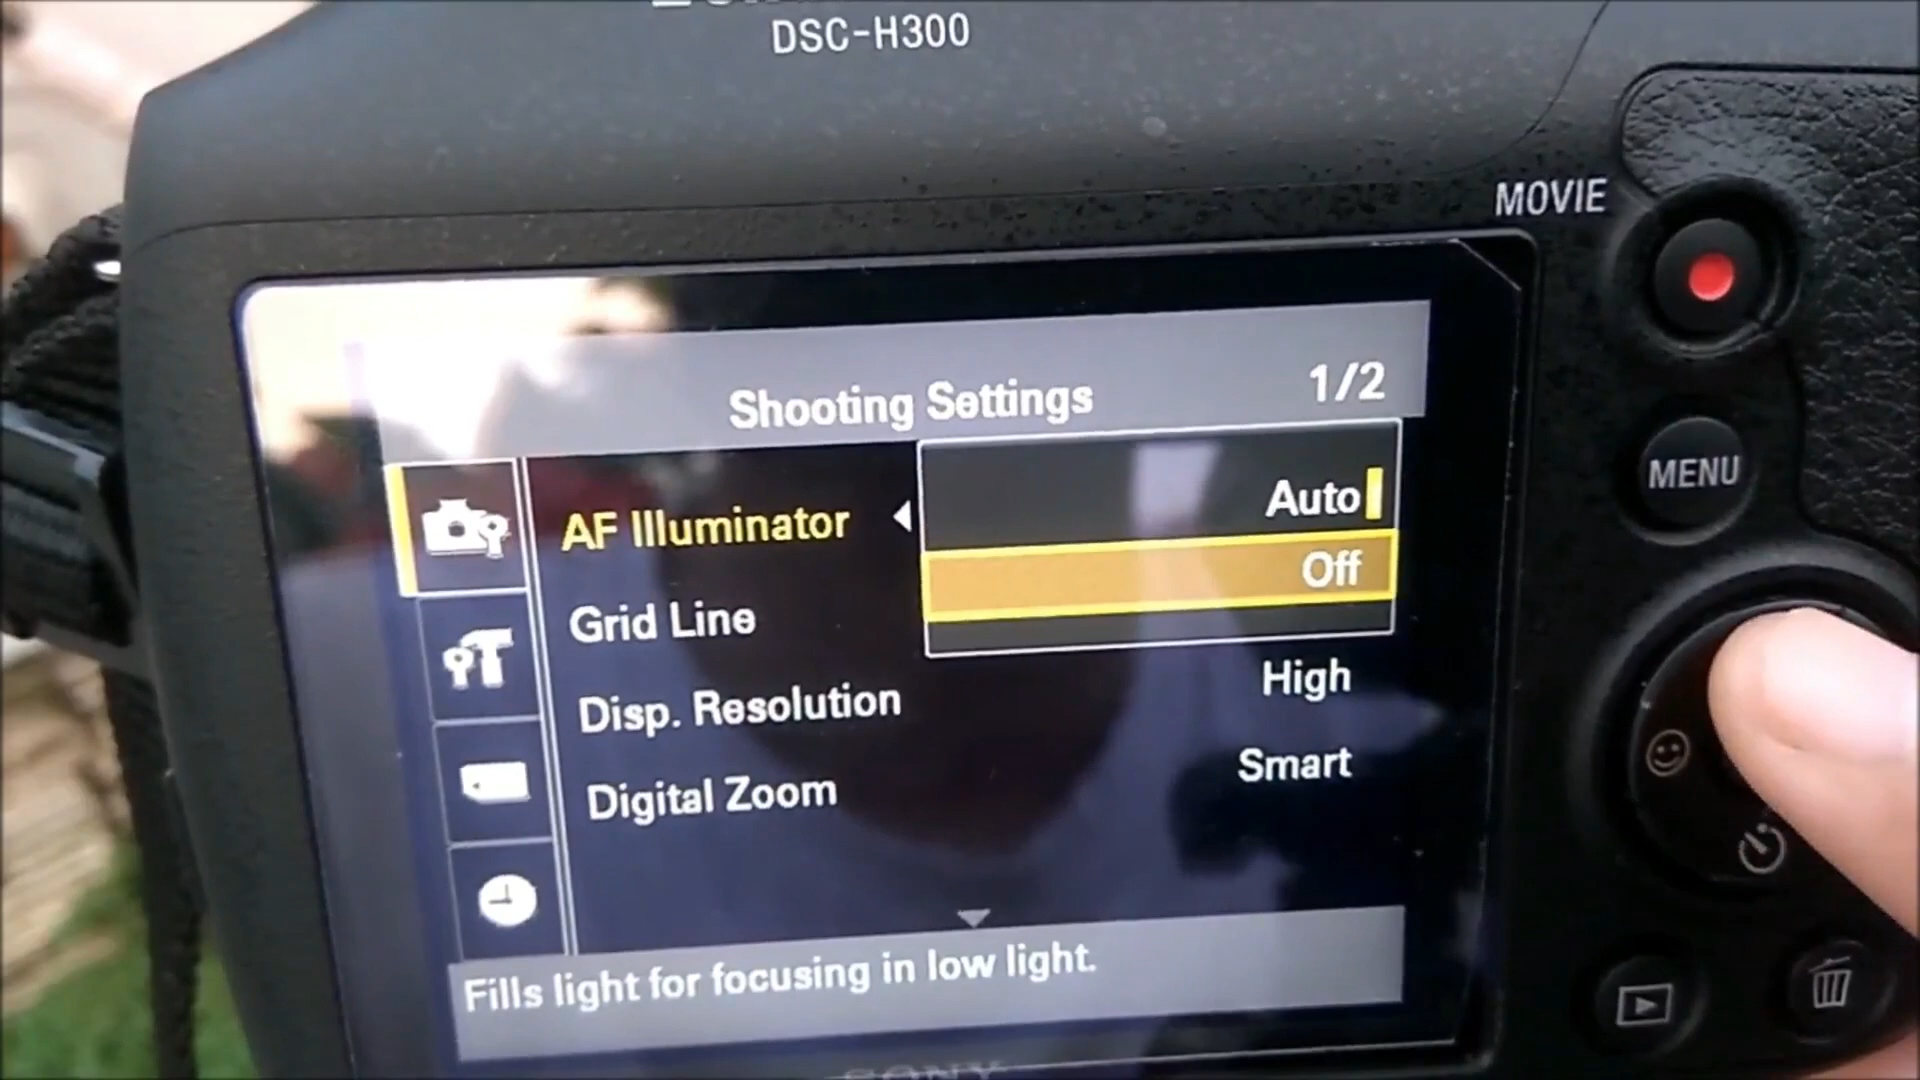 DSC-H300
MOVIE
Shooting Settings 1/2
MENU
AF Illuminator
Auto
Off
Grid Line
Disp. Resolution High
Digital Zoom Smart
Fills light for focusing in low light.
SONY